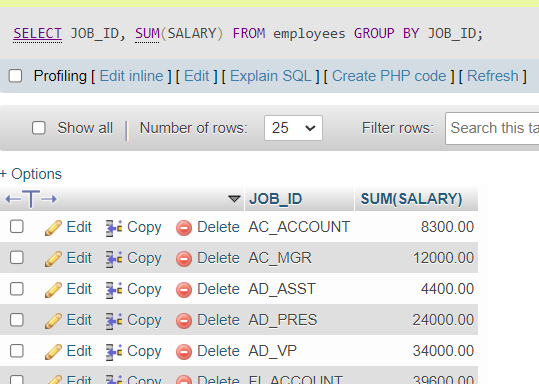 SELECT JOB_ID, SUM(SALARY) FROM employees GROUP BY JOB_ID;
Profiling [ Edit inline ] [ Edit ] [ Explain SQL ] [ Create PHP code ] [ Refresh ]
Show all | Number of rows: 25 Filter rows: Search this ta
+ Options
JOB_ID SUM(SALARY)
Edit Copy Delete AC_ACCOUNT 8300.00
Edit Copy Delete AC_MGR 12000.00
Edit Copy Delete AD_ASST 4400.00
Edit Copy Delete AD_PRES 24000.00
Edit Copy Delete AD_VP 34000.00
Edit Copy Delete FI_ACCOUNT 39600.00